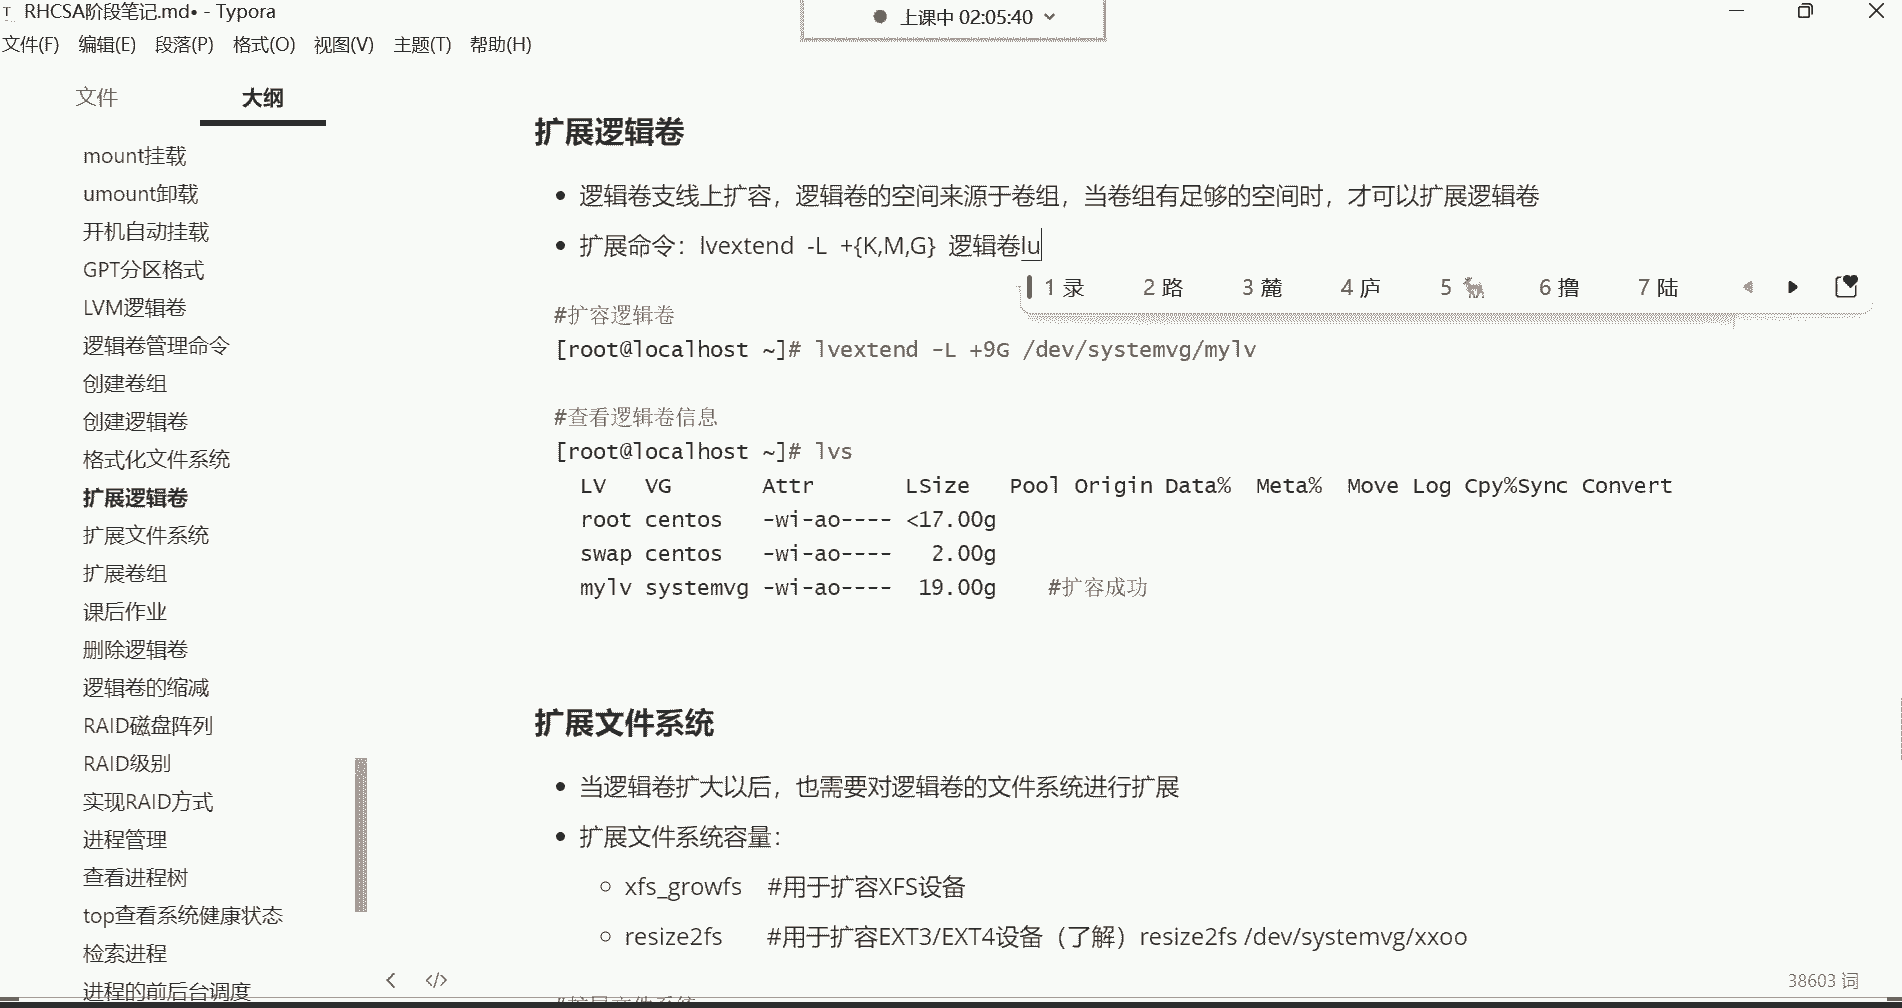 RHCSA阶段笔记.md• - Typora
上课中 02:05:40
文件(F) 编辑(E) 段落(P) 格式(O) 视图(V) 主题(T) 帮助(H)
文件 大纲
mount挂载
umount卸载
开机自动挂载
GPT分区格式
LVM逻辑卷
逻辑卷管理命令
创建卷组
创建逻辑卷
格式化文件系统
扩展逻辑卷
扩展文件系统
扩展卷组
课后作业
删除逻辑卷
逻辑卷的缩减
RAID磁盘阵列
RAID级别
实现RAID方式
进程管理
查看进程树
top查看系统健康状态
检索进程
进程的前后台调度
扩展逻辑卷
逻辑卷支线上扩容，逻辑卷的空间来源于卷组，当卷组有足够的空间时，才可以扩展逻辑卷
扩展命令：lvextend -L +{K,M,G} 逻辑卷lu
1 录 2 路 3 麓 4 庐 5 🦌 6 撸 7 陆
#扩容逻辑卷
[root@localhost ~]# lvextend -L +9G /dev/systemvg/mylv
#查看逻辑卷信息
[root@localhost ~]# lvs
LV VG Attr LSize Pool Origin Data% Meta% Move Log Cpy%Sync Convert
root centos -wi-ao---- <17.00g
swap centos -wi-ao---- 2.00g
mylv systemvg -wi-ao---- 19.00g #扩容成功
扩展文件系统
当逻辑卷扩大以后，也需要对逻辑卷的文件系统进行扩展
扩展文件系统容量：
xfs_growfs #用于扩容XFS设备
resize2fs #用于扩容EXT3/EXT4设备（了解）resize2fs /dev/systemvg/xxoo
38603 词